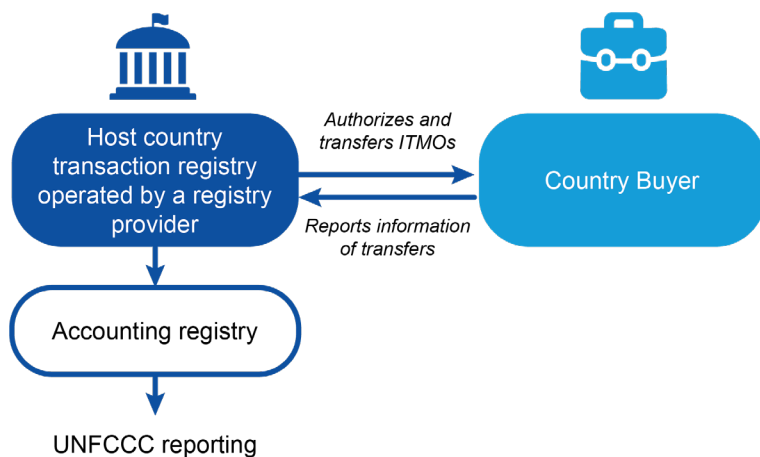 Host country
transaction registry
operated by a registry
provider
Authorizes and
transfers ITMOs
Country Buyer
Reports information
of transfers
Accounting registry
UNFCCC reporting